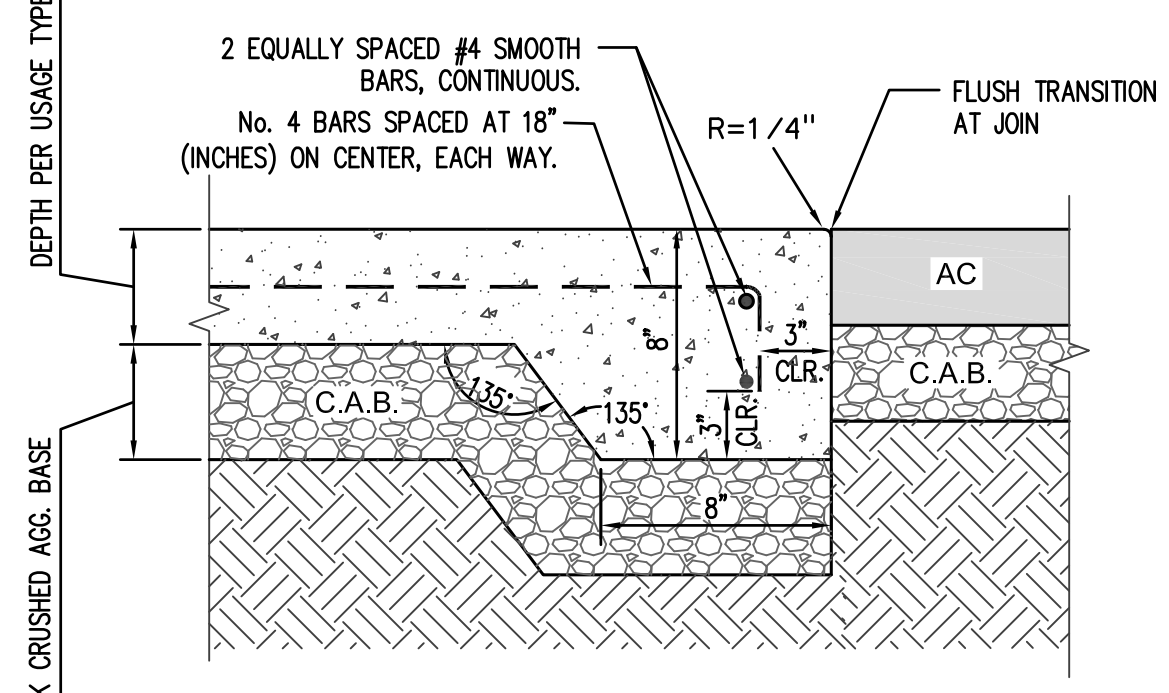 DEPTH PER USAGE TYPE
2 EQUALLY SPACED #4 SMOOTH
BARS, CONTINUOUS.
No. 4 BARS SPACED AT 18"
(INCHES) ON CENTER, EACH WAY.
R=1/4"
FLUSH TRANSITION
AT JOIN
AC
8"
3"
CLR.
C.A.B.
C.A.B.
135°
135°
3"
CLR.
8"
CRUSHED AGG. BASE